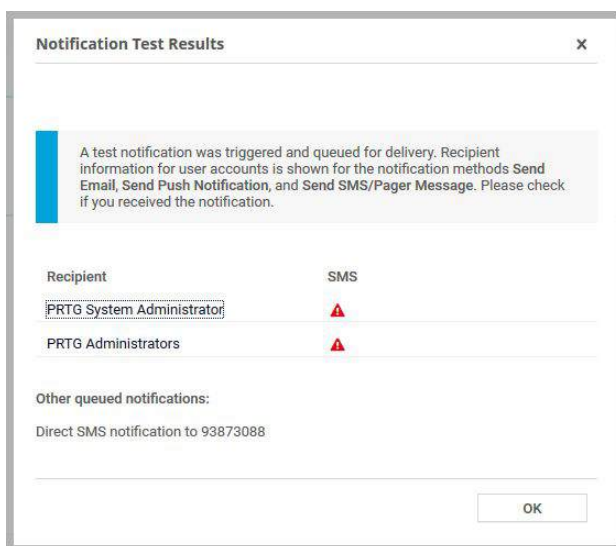 Notification Test Results
A test notification was triggered and queued for delivery. Recipient
information for user accounts is shown for the notification methods Send
Email, Send Push Notification, and Send SMS/Pager Message. Please check
if you received the notification.
Recipient SMS
PRTG System Administrator
PRTG Administrators
Other queued notifications:
Direct SMS notification to 93873088
OK